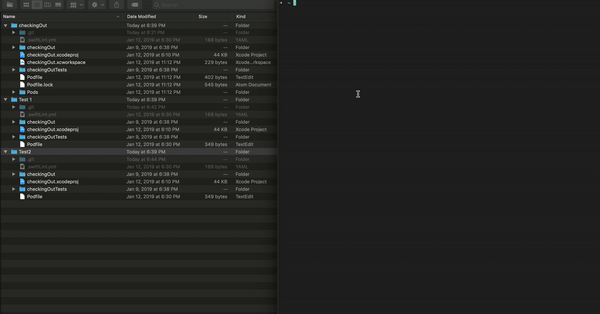 Search
Name Date Modified Size Kind
checkingOut Today at 6:39 PM -- Folder
.git Today at 6:21 PM -- Folder
.swiftLint.yml Jan 12, 2019 at 6:30 PM 168 bytes YAML
checkingOut Jan 9, 2019 at 6:38 PM -- Folder
checkingOut.xcodeproj Jan 12, 2019 at 6:10 PM 44 KB Xcode Project
checkingOut.xcworkspace Jan 12, 2019 at 11:12 PM 229 bytes Xcode...rkspace
checkingOutTests Jan 9, 2019 at 6:38 PM -- Folder
Podfile Jan 12, 2019 at 11:12 PM 402 bytes TextEdit
Podfile.lock Jan 12, 2019 at 11:12 PM 545 bytes Atom Document
Pods Jan 12, 2019 at 11:12 PM -- Folder
Test 1 Today at 6:39 PM -- Folder
.git Today at 6:42 PM -- Folder
.swiftLint.yml Jan 12, 2019 at 6:30 PM 168 bytes YAML
checkingOut Jan 9, 2019 at 6:38 PM -- Folder
checkingOut.xcodeproj Jan 12, 2019 at 6:10 PM 44 KB Xcode Project
checkingOutTests Jan 9, 2019 at 6:38 PM -- Folder
Podfile Jan 12, 2019 at 6:30 PM 349 bytes TextEdit
Test2 Today at 6:39 PM -- Folder
.git Today at 6:44 PM -- Folder
.swiftLint.yml Jan 12, 2019 at 6:30 PM 168 bytes YAML
checkingOut Jan 9, 2019 at 6:38 PM -- Folder
checkingOut.xcodeproj Jan 12, 2019 at 6:10 PM 44 KB Xcode Project
checkingOutTests Jan 9, 2019 at 6:38 PM -- Folder
Podfile Jan 12, 2019 at 6:30 PM 349 bytes TextEdit
~